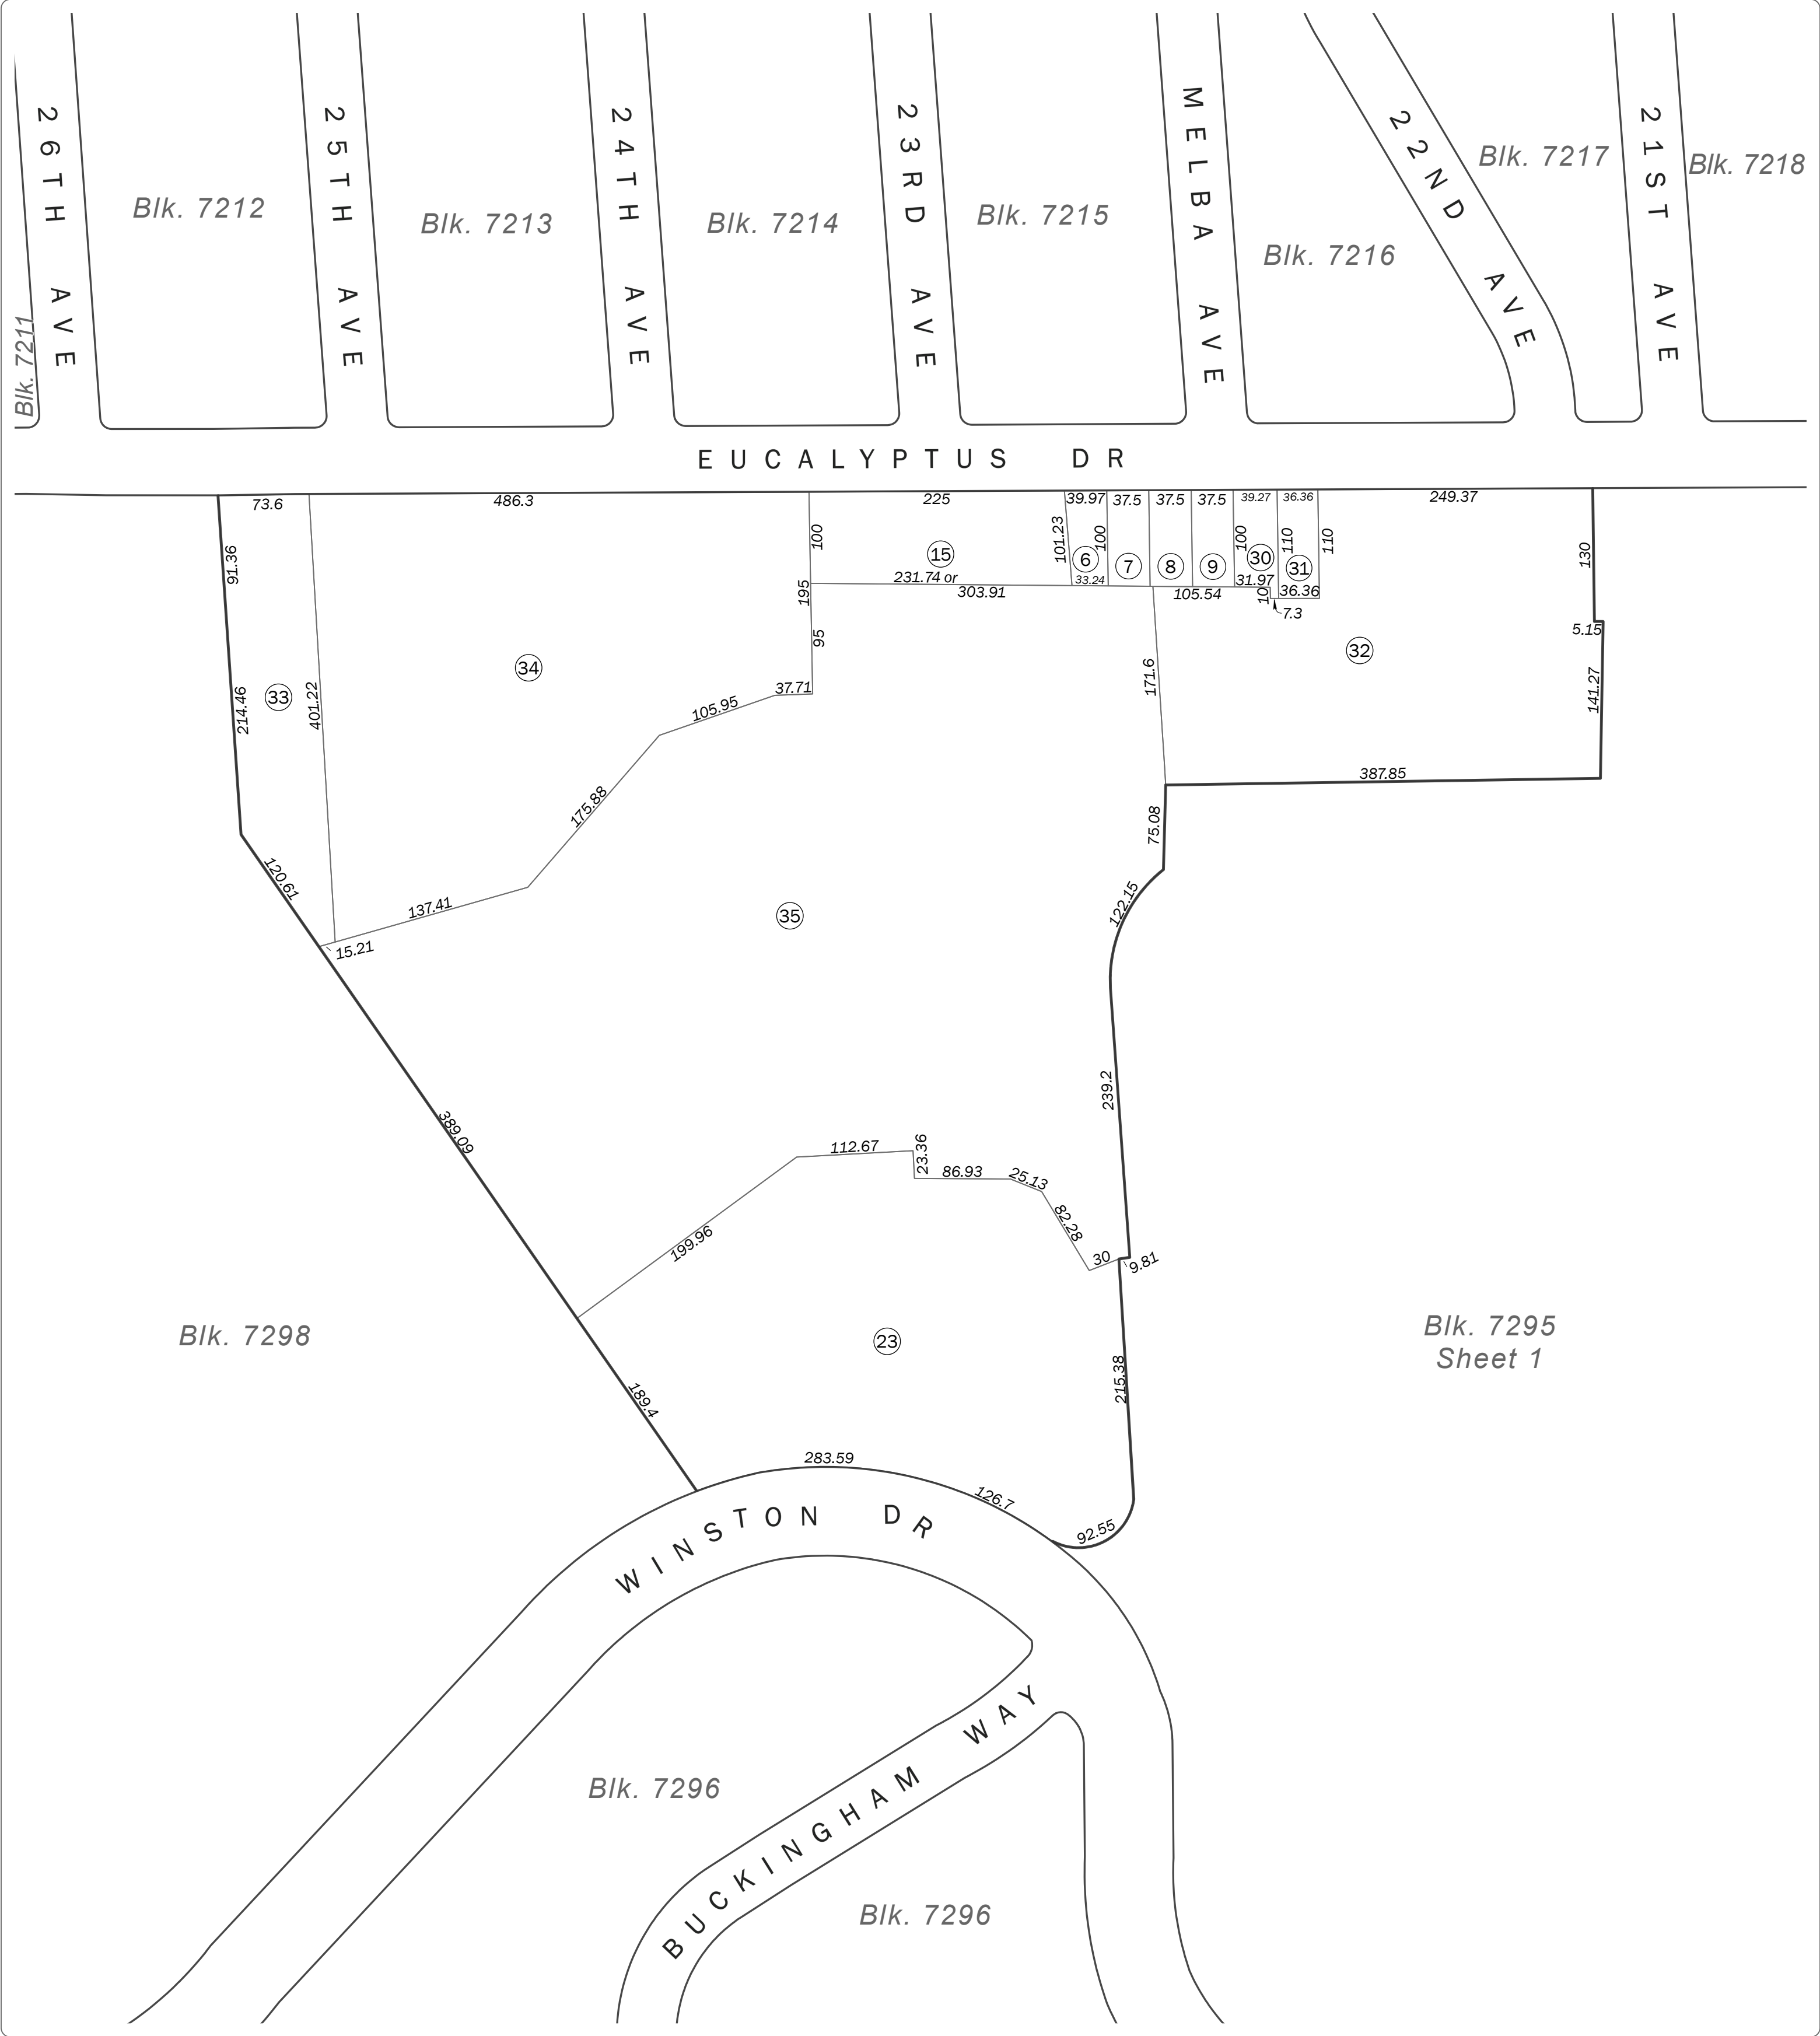 26TH AVE
25TH AVE
24TH AVE
23RD AVE
MELBA AVE
22ND AVE
21ST AVE
Blk. 7211
Blk. 7212
Blk. 7213
Blk. 7214
Blk. 7215
Blk. 7216
Blk. 7217
Blk. 7218
EUCALYPTUS DR
73.6
486.3
225
39.97
37.5
37.5
37.5
39.27
36.36
249.37
91.36
100
101.23
100
100
110
110
130
15
6
7
8
9
30
31
231.74 or
303.91
33.24
31.97
105.54
10
36.36
7.3
195
95
5.15
32
34
33
214.46
401.22
37.71
105.95
171.6
141.27
387.85
175.88
75.08
120.61
137.41
15.21
35
122.15
389.09
239.2
112.67
23.36
86.93
25.13
82.28
199.96
30
9.81
Blk. 7298
23
Blk. 7295
Sheet 1
215.38
189.4
283.59
126.7
92.55
WINSTON DR
BUCKINGHAM WAY
Blk. 7296
Blk. 7296